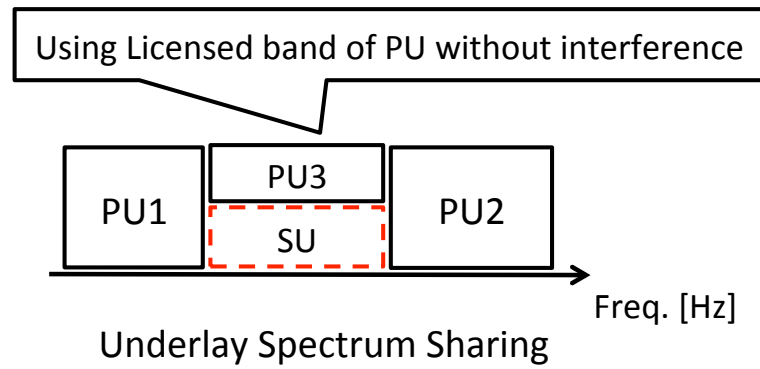 Using Licensed band of PU without interference
PU1
PU3
PU2
SU
Freq. [Hz]
Underlay Spectrum Sharing